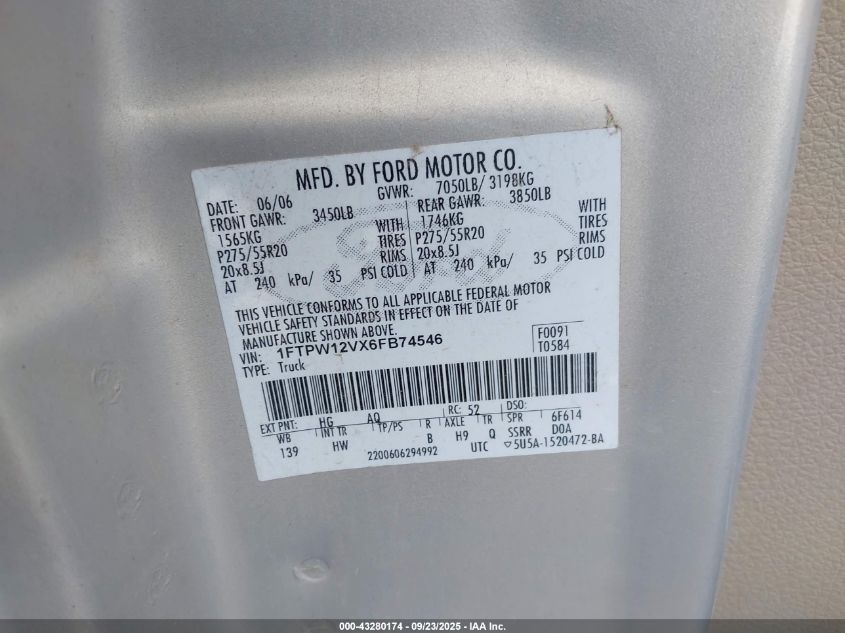 MFD. BY FORD MOTOR CO.
DATE: 06/06 GVWR: 7050LB/ 3198KG
FRONT GAWR: 3450LB REAR GAWR: 3850LB
1565KG WITH 1746KG WITH
P275/55R20 TIRES P275/55R20 TIRES
20x8.5J RIMS 20x8.5J RIMS
AT 240 kPa/ 35 PSI COLD AT 240 kPa/ 35 PSI COLD
THIS VEHICLE CONFORMS TO ALL APPLICABLE FEDERAL MOTOR
VEHICLE SAFETY STANDARDS IN EFFECT ON THE DATE OF
MANUFACTURE SHOWN ABOVE.
VIN: 1FTPW12VX6FB74546 F0091
TYPE: Truck T0584
EXT PNT: HG AQ RC: 52 DSO:
WB INT TR TP/PS R AXLE TR SPR 6F614
139 HW B H9 Q SSRR DOA
2200606294992 UTC ▽5U5A-1520472-BA
Ford
000-43280174 - 09/23/2025 - IAA Inc.